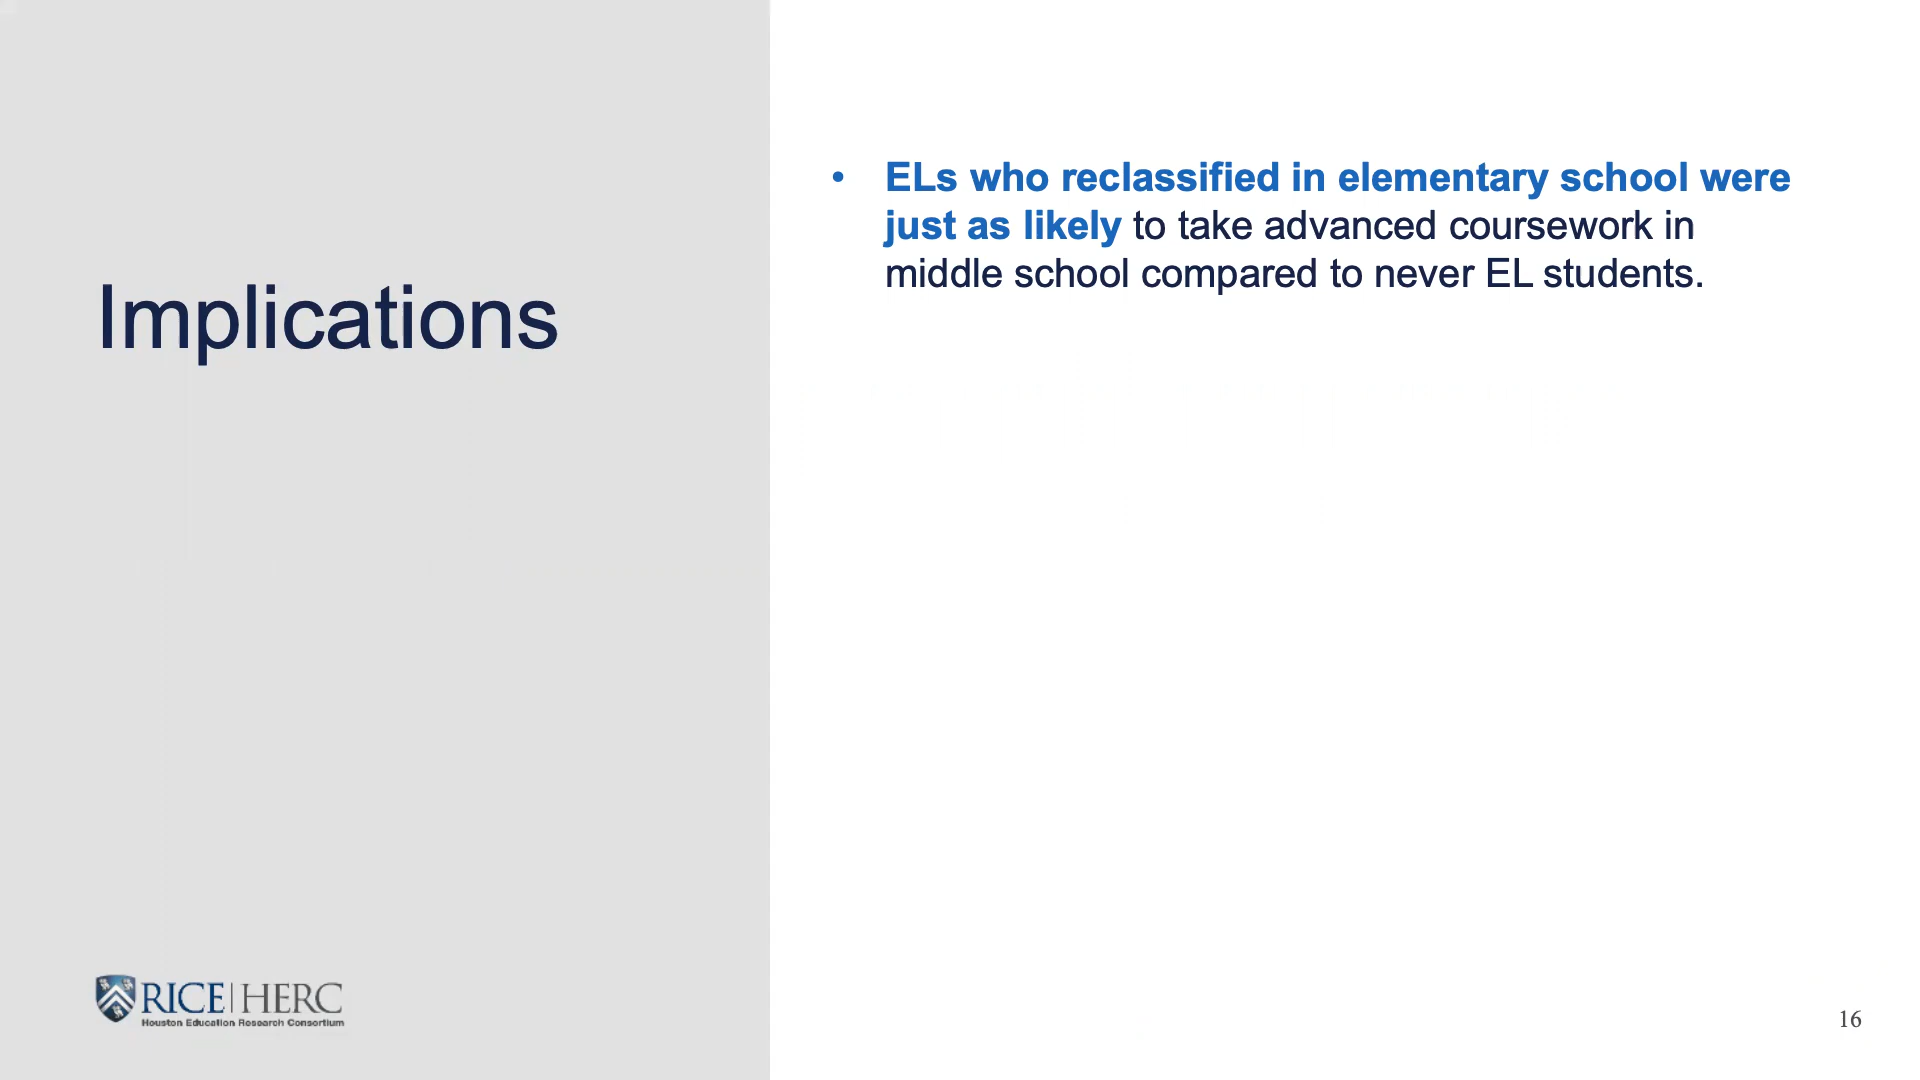 Implications
• ELs who reclassified in elementary school were
just as likely to take advanced coursework in
middle school compared to never EL students.
RICE | HERC
Houston Education Research Consortium
16